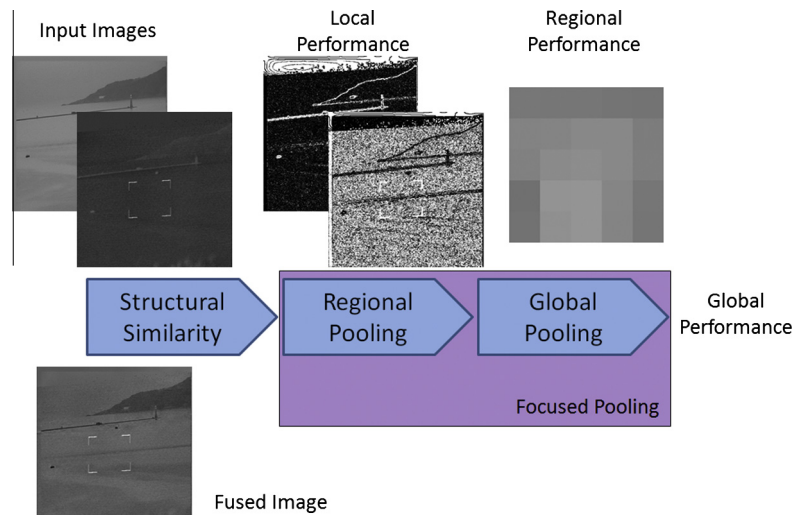 Input Images
Local
Performance
Regional
Performance
Structural
Similarity
Regional
Pooling
Global
Pooling
Global
Performance
Focused Pooling
Fused Image